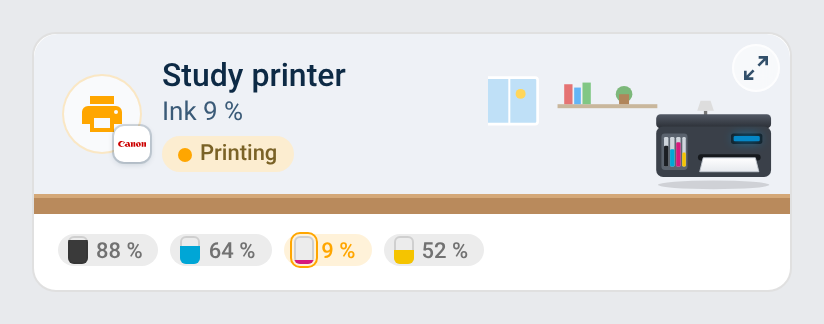 Study printer
Ink 9 %
Canon
Printing
88 %
64 %
9 %
52 %